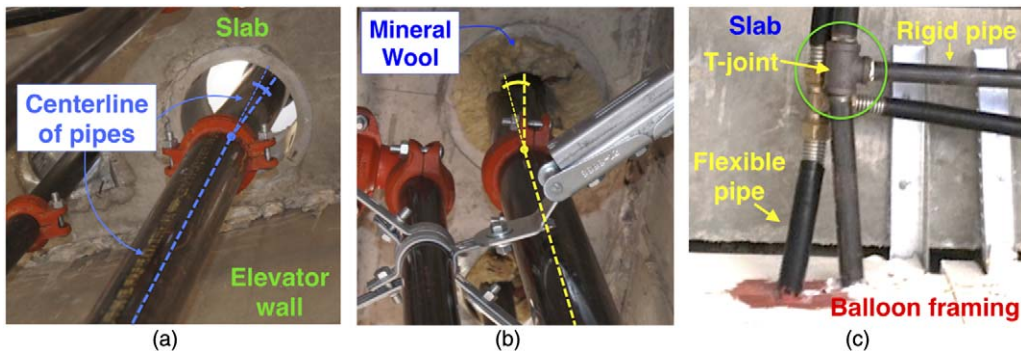 Slab
Centerline
of pipes
Elevator
wall
(a)
Mineral
Wool
(b)
Slab
Rigid pipe
T-joint
Flexible
pipe
Balloon framing
(c)